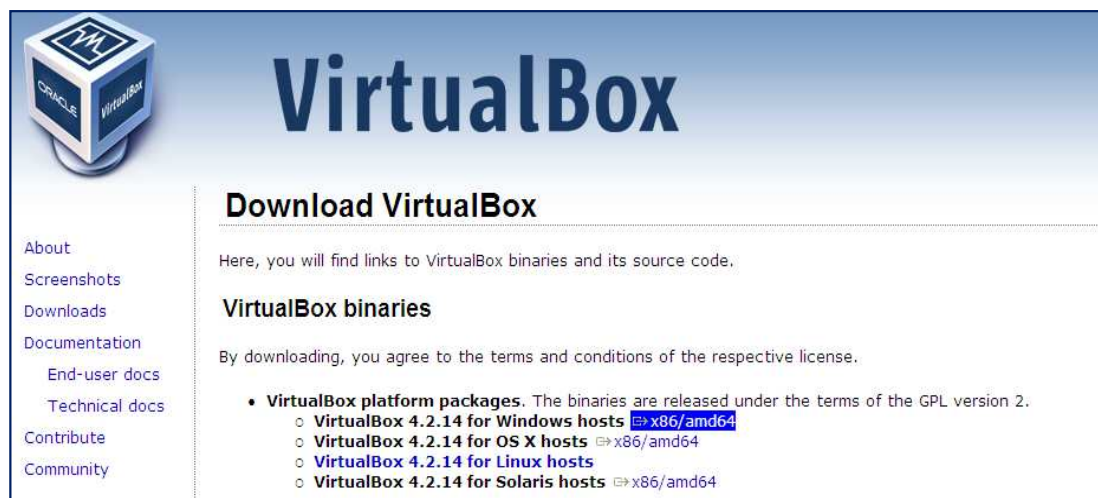 ORACLE
VirtualBox
VirtualBox
Download VirtualBox
About
Screenshots
Downloads
Documentation
End-user docs
Technical docs
Contribute
Community
Here, you will find links to VirtualBox binaries and its source code.
VirtualBox binaries
By downloading, you agree to the terms and conditions of the respective license.
• VirtualBox platform packages. The binaries are released under the terms of the GPL version 2.
○ VirtualBox 4.2.14 for Windows hosts x86/amd64
○ VirtualBox 4.2.14 for OS X hosts x86/amd64
○ VirtualBox 4.2.14 for Linux hosts
○ VirtualBox 4.2.14 for Solaris hosts x86/amd64